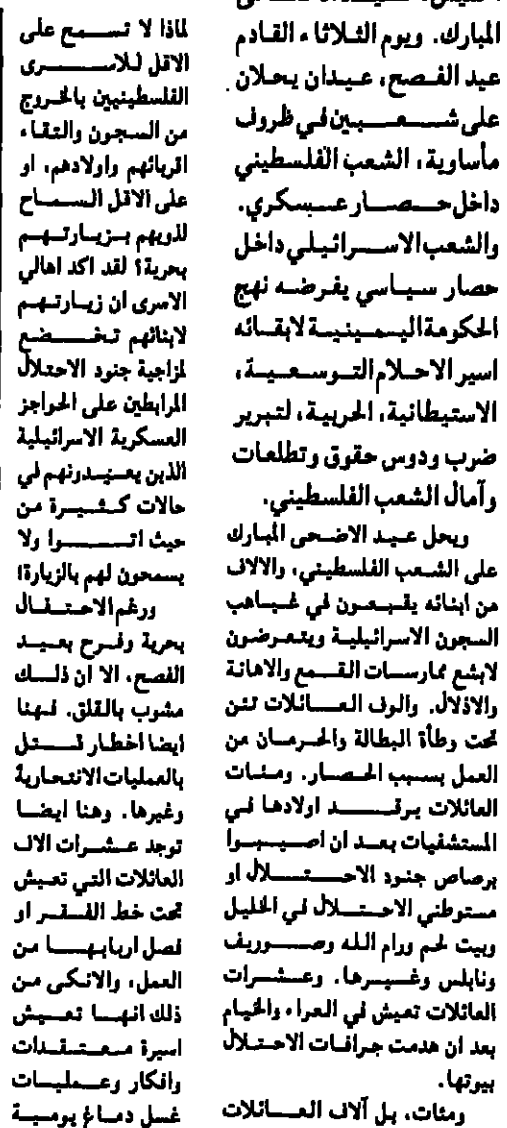 المبارك. ويوم الثلاثاء القادم
عيد الفصح، عيدان يحلان
على شعبين في ظروف
مأساوية، الشعب الفلسطيني
داخل حصار عسكري.
والشعب الاسرائيلي داخل
حصار سياسي يفرضه نهج
الحكومة اليمينية لابقائه
اسير الاحلام التوسعية،
الاستيطانية، الحربية، لتبرير
ضرب ودوس حقوق وتطلعات
وآمال الشعب الفلسطيني.
ويحل عيد الاضحى المبارك
على الشعب الفلسطيني، والالاف
من ابنائه يقبعون في غياهب
السجون الاسرائيلية ويتعرضون
لابشع ممارسات القمع والاهانة
والاذلال. والوف العائلات تئن
تحت وطأة البطالة والحرمان من
العمل بسبب الحصار. ومئات
العائلات يرقد اولادها في
المستشفيات بعد ان اصيبوا
برصاص جنود الاحتلال او
مستوطني الاحتلال في الخليل
وبيت لحم ورام الله وصوريف
ونابلس وغيرها. وعشرات
العائلات تعيش في العراء والخيام
بعد ان هدمت جرافات الاحتلال
بيوتها.
ومئات، بل آلاف العائلات
لماذا لا تسمع على
الاقل للاسرى
الفلسطينيين بالخروج
من السجون والتقاء
اقربائهم واولادهم، او
على الاقل السماح
لذويهم بزيارتهم
بحرية؟ لقد اكد اهالي
الاسرى ان زيارتهم
لابنائهم تخضع
لمزاجية جنود الاحتلال
المرابطين على الحواجز
العسكرية الاسرائيلية
الذين يعيدونهم في
حالات كثيرة من
حيث اتوا ولا
يسمحون لهم بالزيارة!
ورغم الاحتفال
بحرية وفرح بعيد
الفصح، الا ان ذلك
مشوب بالقلق. فهنا
ايضا اخطار تتل
بالعمليات الانتحارية
وغيرها. وهنا ايضا
توجد عشرات الاف
العائلات التي تعيش
تحت خط الفقر او
فصل اربابها من
العمل، والانكى من
ذلك انها تعيش
اسيرة معتقدات
وافكار وعمليات
غسل دماغ يومية